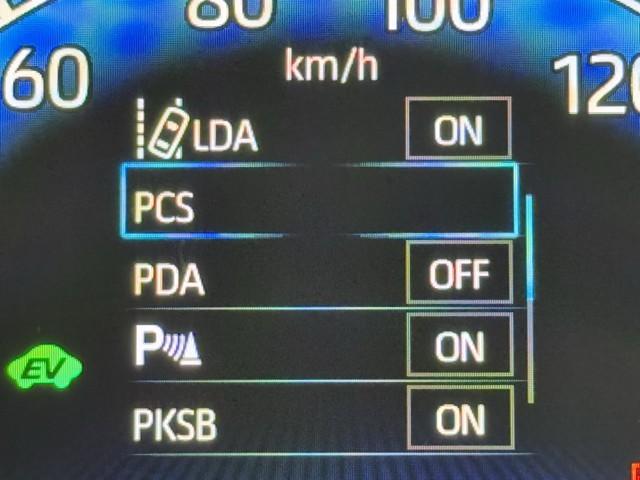 80 100
60 km/h 120
LDA ON
PCS
PDA OFF
P ON
EV
PKSB ON